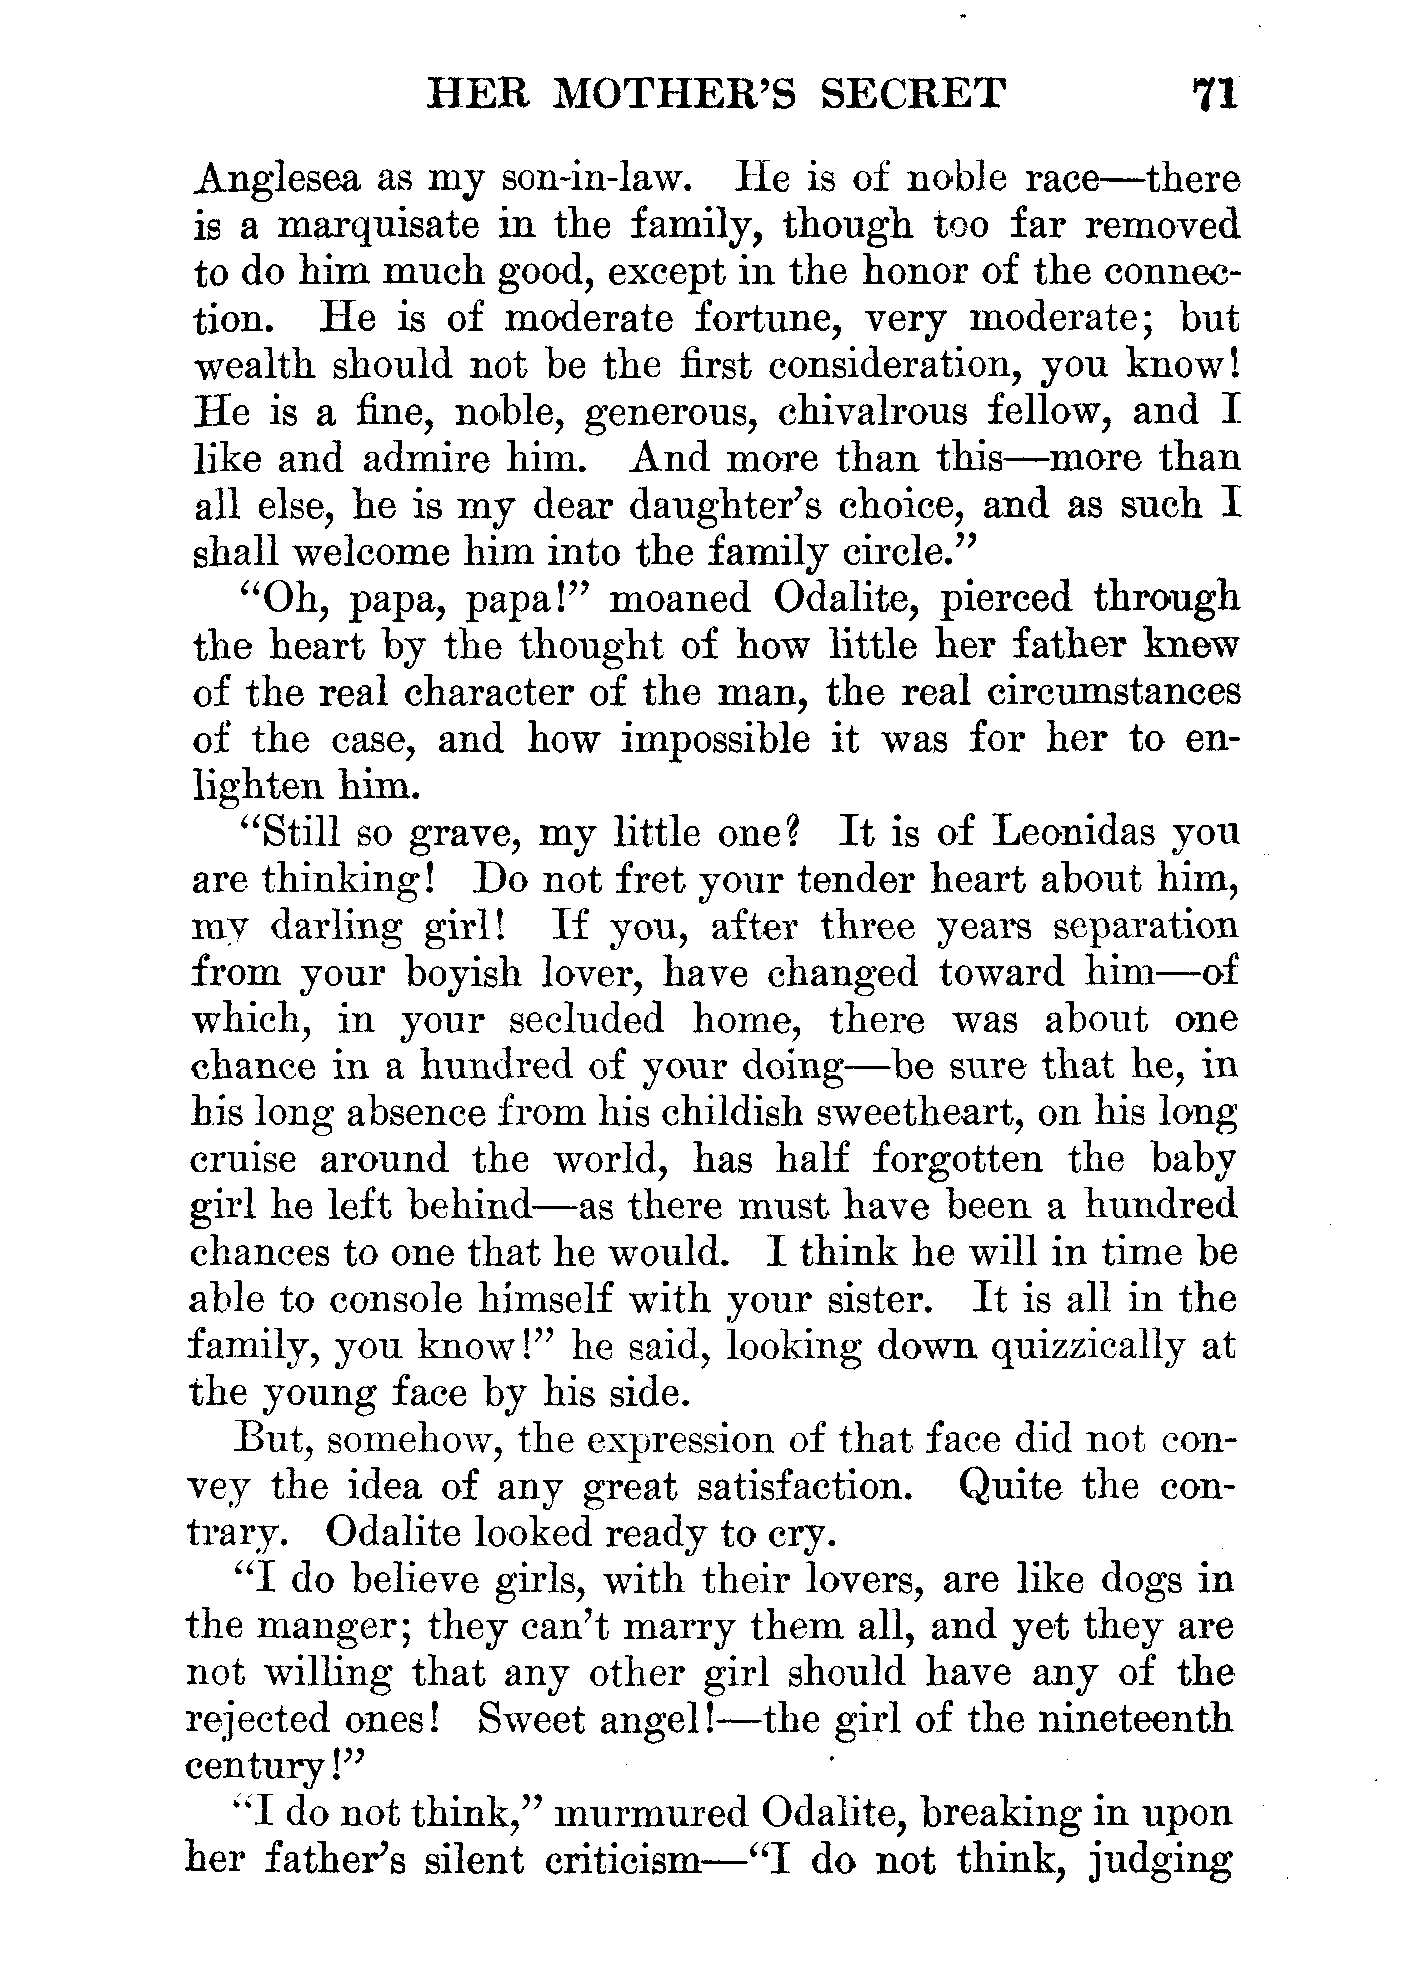 HER MOTHER'S SECRET 71
Anglesea as my son-in-law. He is of noble race—there
is a marquisate in the family, though too far removed
to do him much good, except in the honor of the connec-
tion. He is of moderate fortune, very moderate; but
wealth should not be the first consideration, you know!
He is a fine, noble, generous, chivalrous fellow, and I
like and admire him. And more than this—more than
all else, he is my dear daughter's choice, and as such I
shall welcome him into the family circle."
"Oh, papa, papa!" moaned Odalite, pierced through
the heart by the thought of how little her father knew
of the real character of the man, the real circumstances
of the case, and how impossible it was for her to en-
lighten him.
"Still so grave, my little one? It is of Leonidas you
are thinking! Do not fret your tender heart about him,
my darling girl! If you, after three years separation
from your boyish lover, have changed toward him—of
which, in your secluded home, there was about one
chance in a hundred of your doing—be sure that he, in
his long absence from his childish sweetheart, on his long
cruise around the world, has half forgotten the baby
girl he left behind—as there must have been a hundred
chances to one that he would. I think he will in time be
able to console himself with your sister. It is all in the
family, you know!" he said, looking down quizzically at
the young face by his side.
But, somehow, the expression of that face did not con-
vey the idea of any great satisfaction. Quite the con-
trary. Odalite looked ready to cry.
"I do believe girls, with their lovers, are like dogs in
the manger; they can't marry them all, and yet they are
not willing that any other girl should have any of the
rejected ones! Sweet angel!—the girl of the nineteenth
century!"
"I do not think," murmured Odalite, breaking in upon
her father's silent criticism—"I do not think, judging